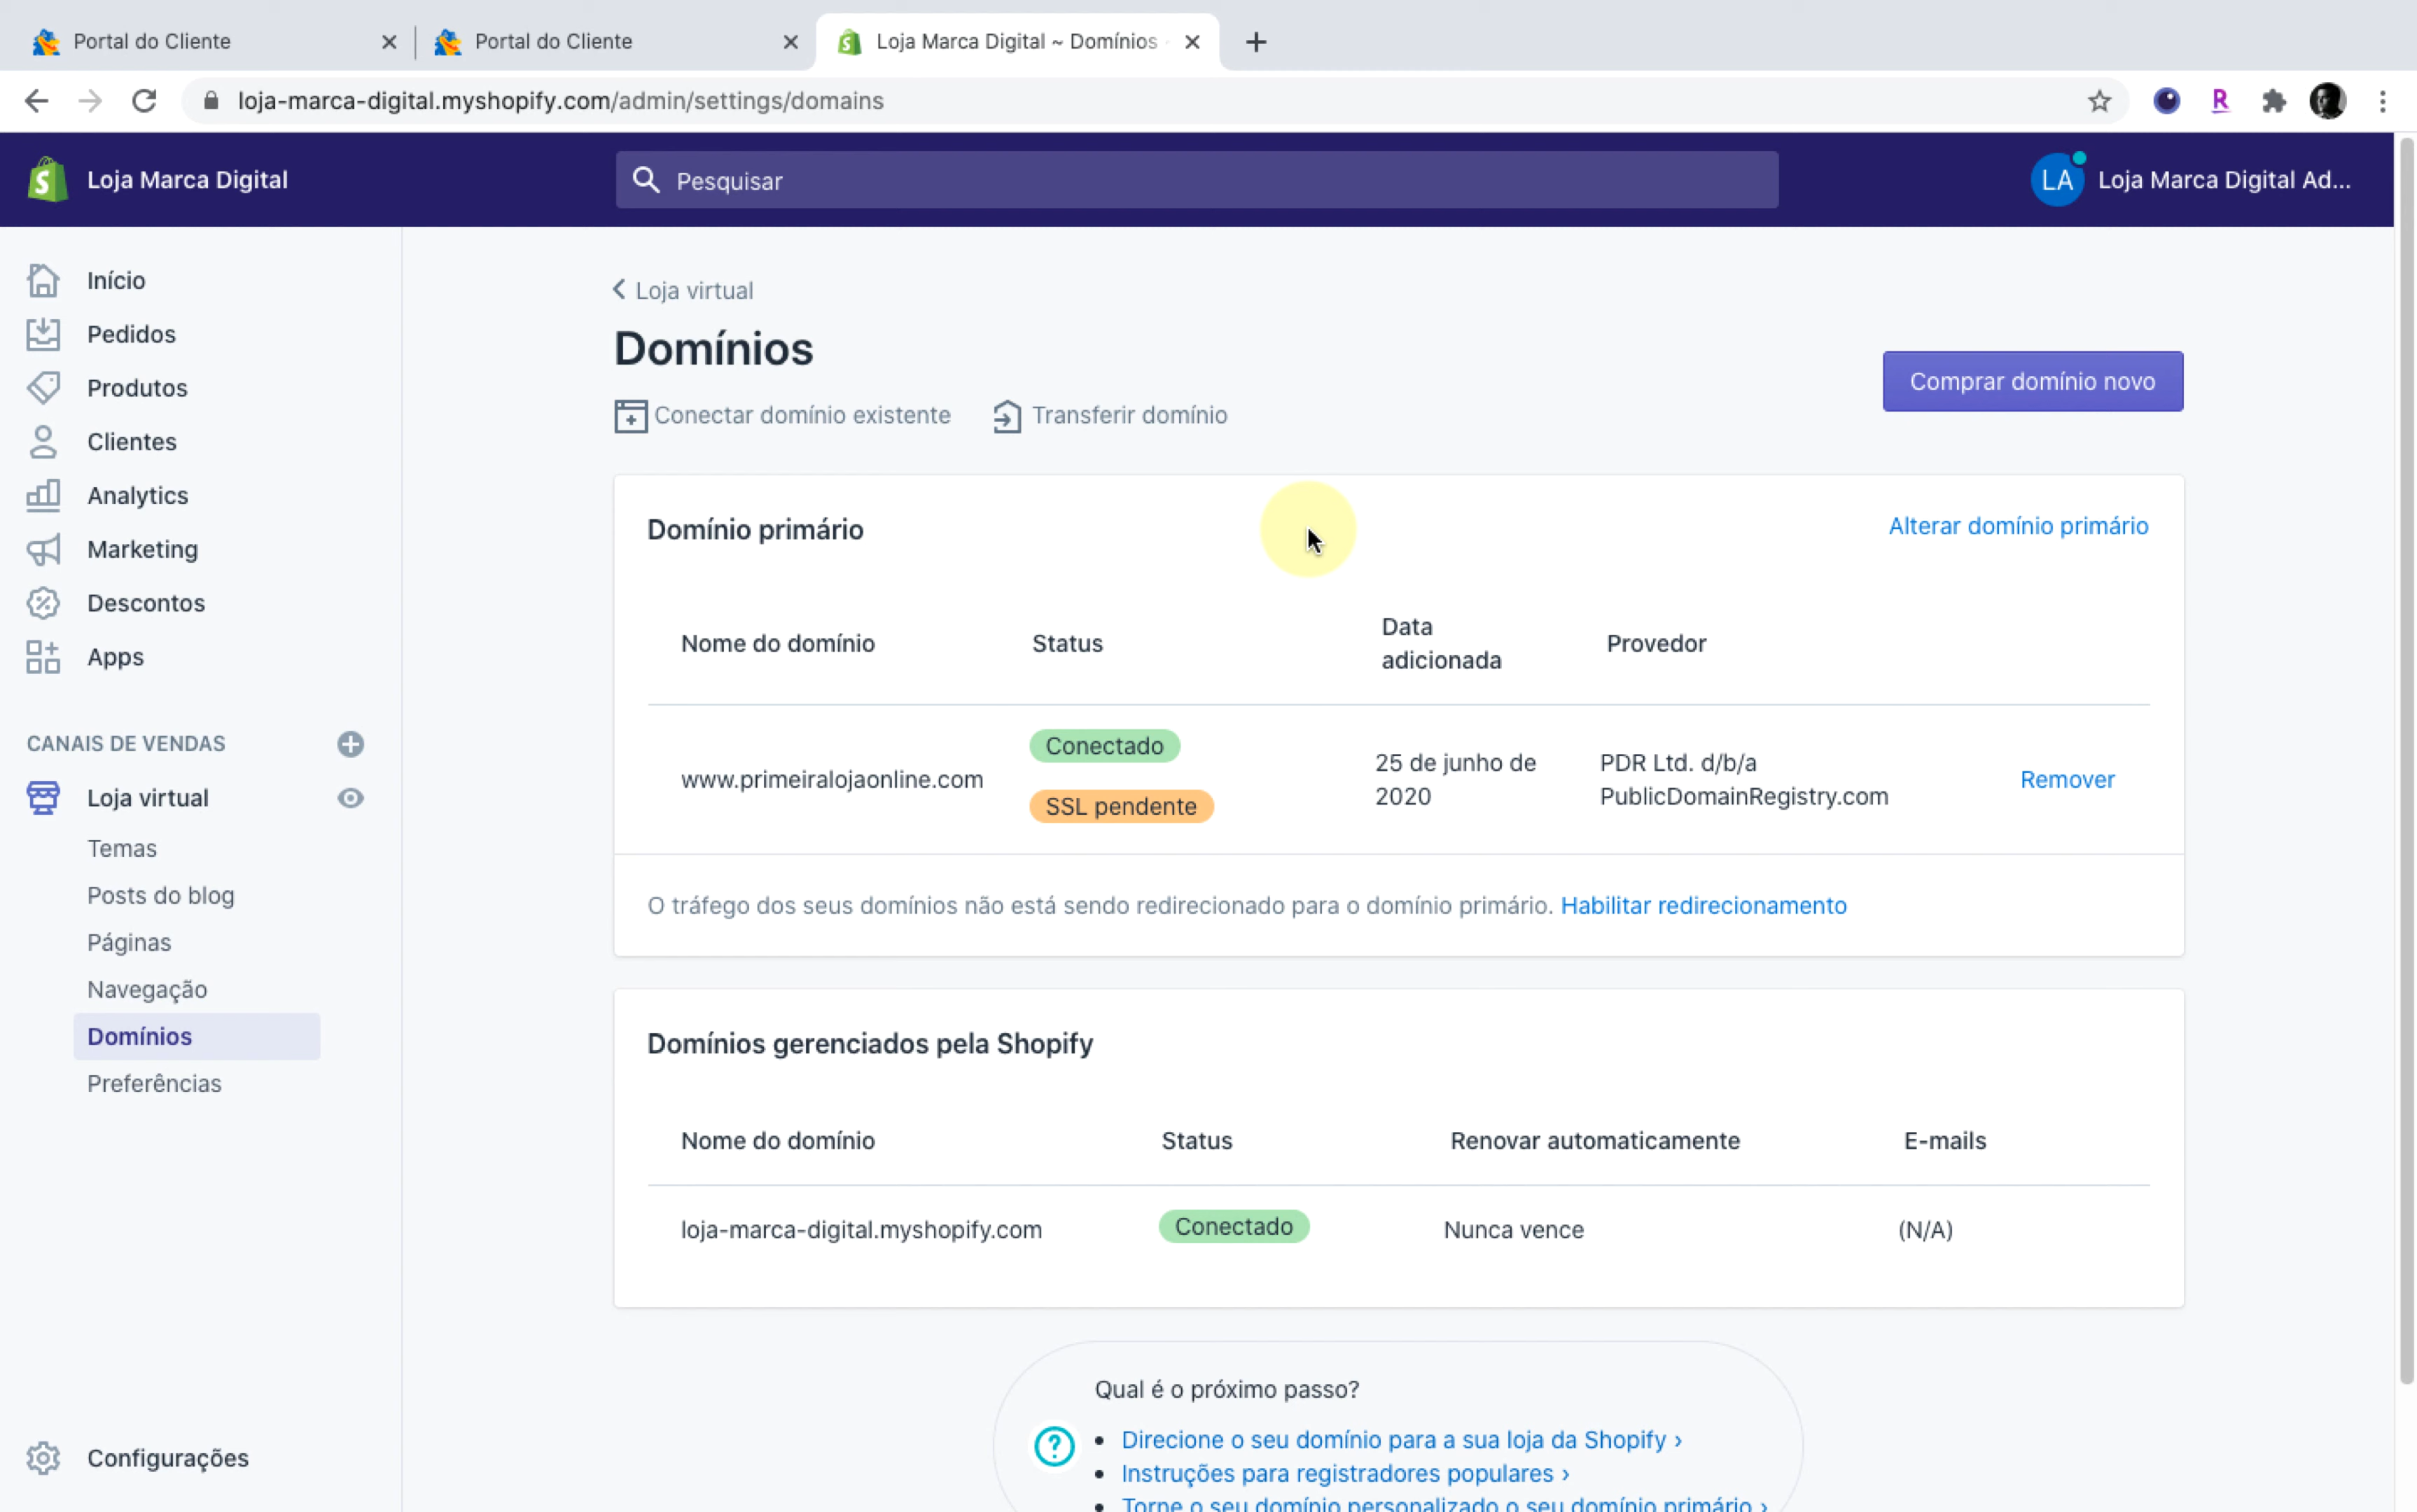 Portal do Cliente
Portal do Cliente
Loja Marca Digital ~ Domínios
loja-marca-digital.myshopify.com/admin/settings/domains
R
Loja Marca Digital
Pesquisar
LA
Loja Marca Digital Ad...
Início
Pedidos
Produtos
Clientes
Analytics
Marketing
Descontos
Apps
CANAIS DE VENDAS
Loja virtual
Temas
Posts do blog
Páginas
Navegação
Domínios
Preferências
Configurações
Loja virtual
Domínios
Conectar domínio existente
Transferir domínio
Comprar domínio novo
Domínio primário
Alterar domínio primário
Nome do domínio
Status
Data
adicionada
Provedor
www.primeiralojaonline.com
Conectado
SSL pendente
25 de junho de
2020
PDR Ltd. d/b/a
PublicDomainRegistry.com
Remover
O tráfego dos seus domínios não está sendo redirecionado para o domínio primário. Habilitar redirecionamento
Domínios gerenciados pela Shopify
Nome do domínio
Status
Renovar automaticamente
E-mails
loja-marca-digital.myshopify.com
Conectado
Nunca vence
(N/A)
Qual é o próximo passo?
• Direcione o seu domínio para a sua loja da Shopify ›
• Instruções para registradores populares ›
• Torne o seu domínio personalizado o seu domínio primário ›